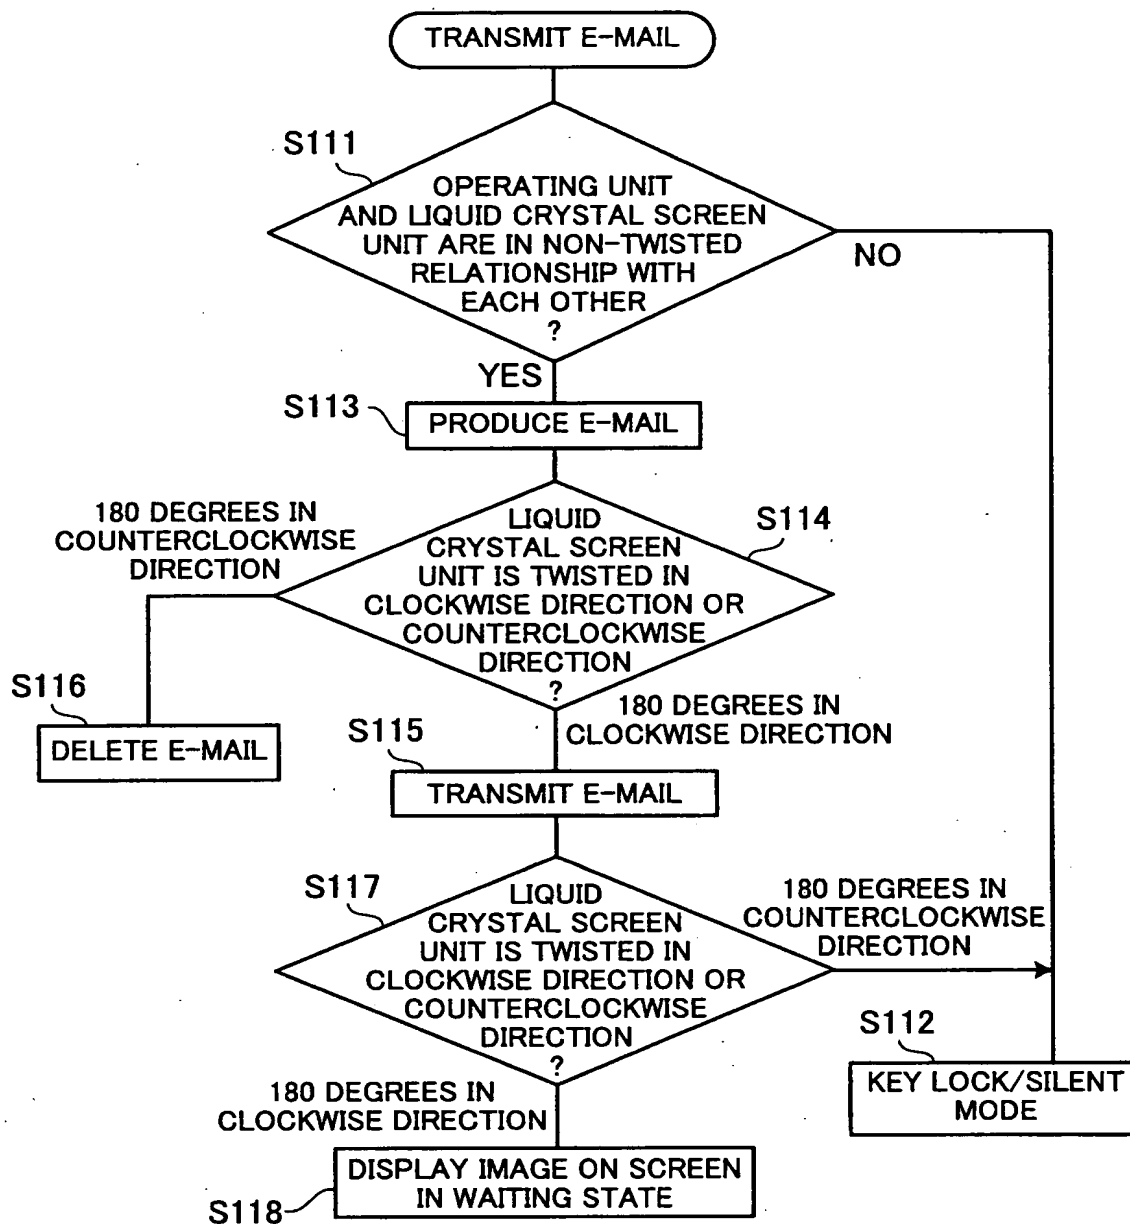 TRANSMIT E-MAIL
S111
OPERATING UNIT
AND LIQUID CRYSTAL SCREEN
UNIT ARE IN NON-TWISTED
RELATIONSHIP WITH
EACH OTHER
?
NO
YES
S113
PRODUCE E-MAIL
180 DEGREES IN
COUNTERCLOCKWISE
DIRECTION
S114
LIQUID
CRYSTAL SCREEN
UNIT IS TWISTED IN
CLOCKWISE DIRECTION OR
COUNTERCLOCKWISE
DIRECTION
?
S116
DELETE E-MAIL
180 DEGREES IN
CLOCKWISE DIRECTION
S115
TRANSMIT E-MAIL
S117
LIQUID
CRYSTAL SCREEN
UNIT IS TWISTED IN
CLOCKWISE DIRECTION OR
COUNTERCLOCKWISE
DIRECTION
?
180 DEGREES IN
COUNTERCLOCKWISE
DIRECTION
S112
KEY LOCK/SILENT
MODE
180 DEGREES IN
CLOCKWISE DIRECTION
DISPLAY IMAGE ON SCREEN
IN WAITING STATE
S118